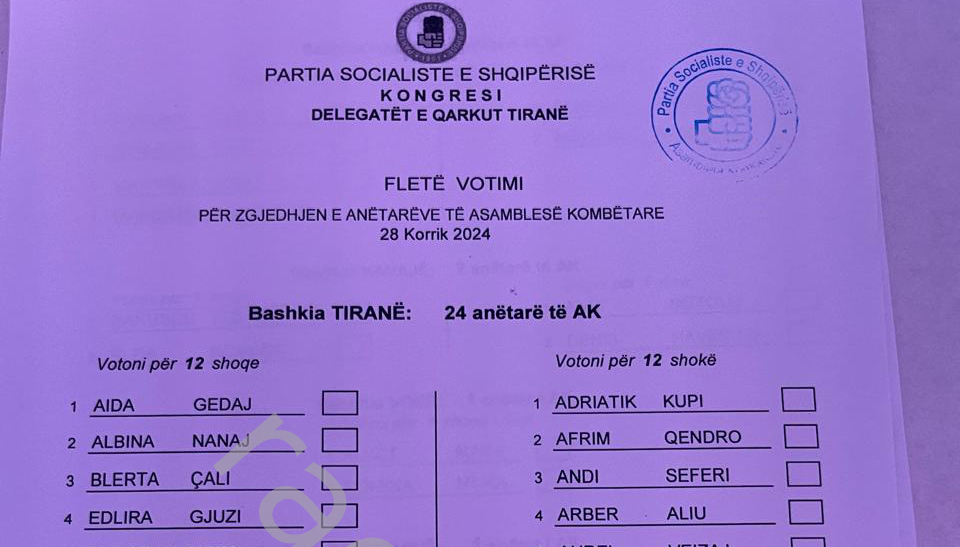 PARTIA SOCIALISTE E SHQIPËRISË
KONGRESI
DELEGATËT E QARKUT TIRANË
Partia Socialiste e Shqipërisë
FLETË VOTIMI
PËR ZGJEDHJEN E ANËTARËVE TË ASAMBLESË KOMBËTARE
28 Korrik 2024
Bashkia TIRANË: 24 anëtarë të AK
Votoni për 12 shoqe
1 AIDA GEDAJ
2 ALBINA NANAJ
3 BLERTA ÇALI
4 EDLIRA GJUZI
Votoni për 12 shokë
1 ADRIATIK KUPI
2 AFRIM QENDRO
3 ANDI SEFERI
4 ARBER ALIU